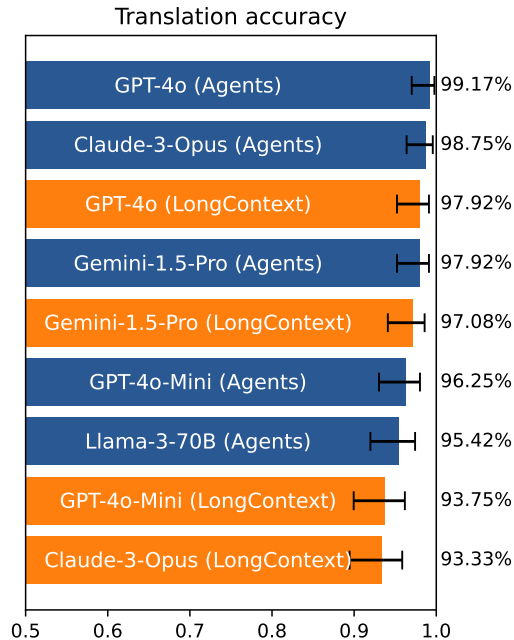 Translation accuracy
GPT-4o (Agents) 99.17%
Claude-3-Opus (Agents) 98.75%
GPT-4o (LongContext) 97.92%
Gemini-1.5-Pro (Agents) 97.92%
Gemini-1.5-Pro (LongContext) 97.08%
GPT-4o-Mini (Agents) 96.25%
Llama-3-70B (Agents) 95.42%
GPT-4o-Mini (LongContext) 93.75%
Claude-3-Opus (LongContext) 93.33%
0.5 0.6 0.7 0.8 0.9 1.0